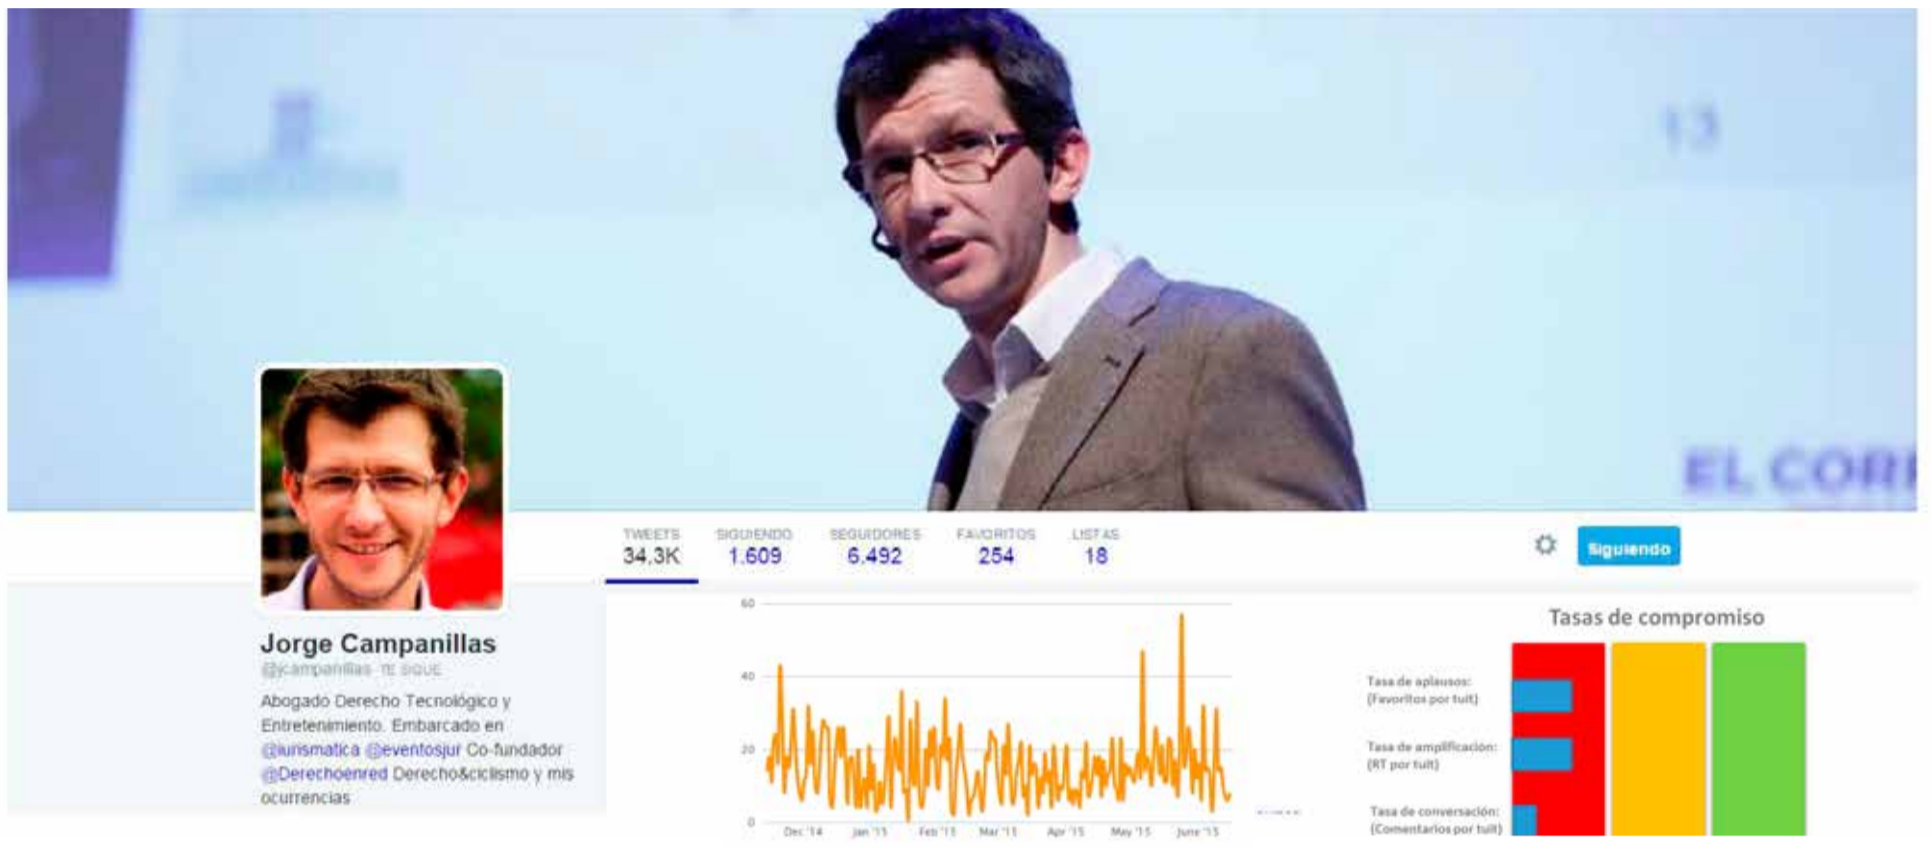 13
EL CORR
TWEETS SIGUIENDO SEGUIDORES FAVORITOS LISTAS
34,3K 1.609 6.492 254 18
Siguiendo
Jorge Campanillas
@jcampanillas TE SIGUE
Abogado Derecho Tecnológico y
Entretenimiento. Embarcado en
@iurismatica @eventosjur Co-fundador
@Derechoenred Derecho&ciclismo y mis
ocurrencias
60
40
20
0
Dec '14 Jan '15 Feb '15 Mar '15 Apr '15 May '15 June '15
Tasas de compromiso
Tasa de aplausos:
(Favoritos por tuit)
Tasa de amplificación:
(RT por tuit)
Tasa de conversación:
(Comentarios por tuit)